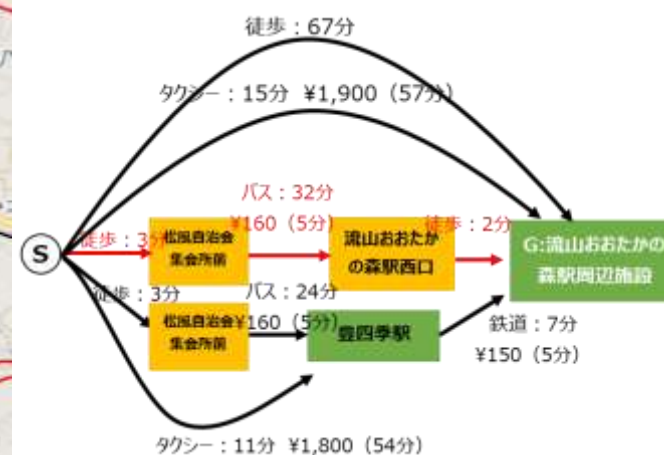 徒歩：67分
タクシー：15分 ¥1,900（57分）
バス：32分
¥160（5分）
徒歩：3分
松風自治会
集会所前
流山おおたか
の森駅西口
徒歩：2分
G:流山おおたかの
森駅周辺施設
S
徒歩：3分
バス：24分
¥160（5分）
松風自治会
集会所前
豊四季駅
鉄道：7分
¥150（5分）
タクシー：11分 ¥1,800（54分）